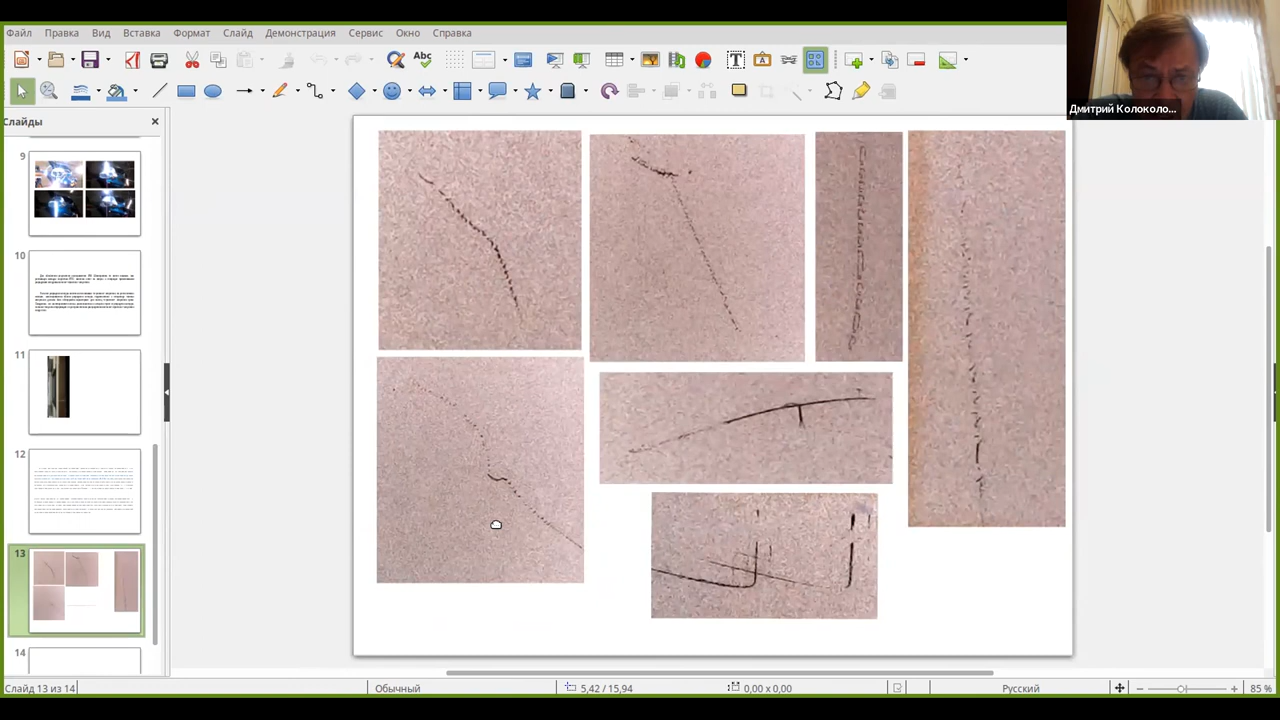 Файл Правка Вид Вставка Формат Слайд Демонстрация Сервис Окно Справка
Abc
T
A
Дмитрий Колоколо...
Слайды
9
10
11
12
13
14
Слайд 13 из 14
Обычный
5,42 / 15,94
0,00 x 0,00
Русский
85 %